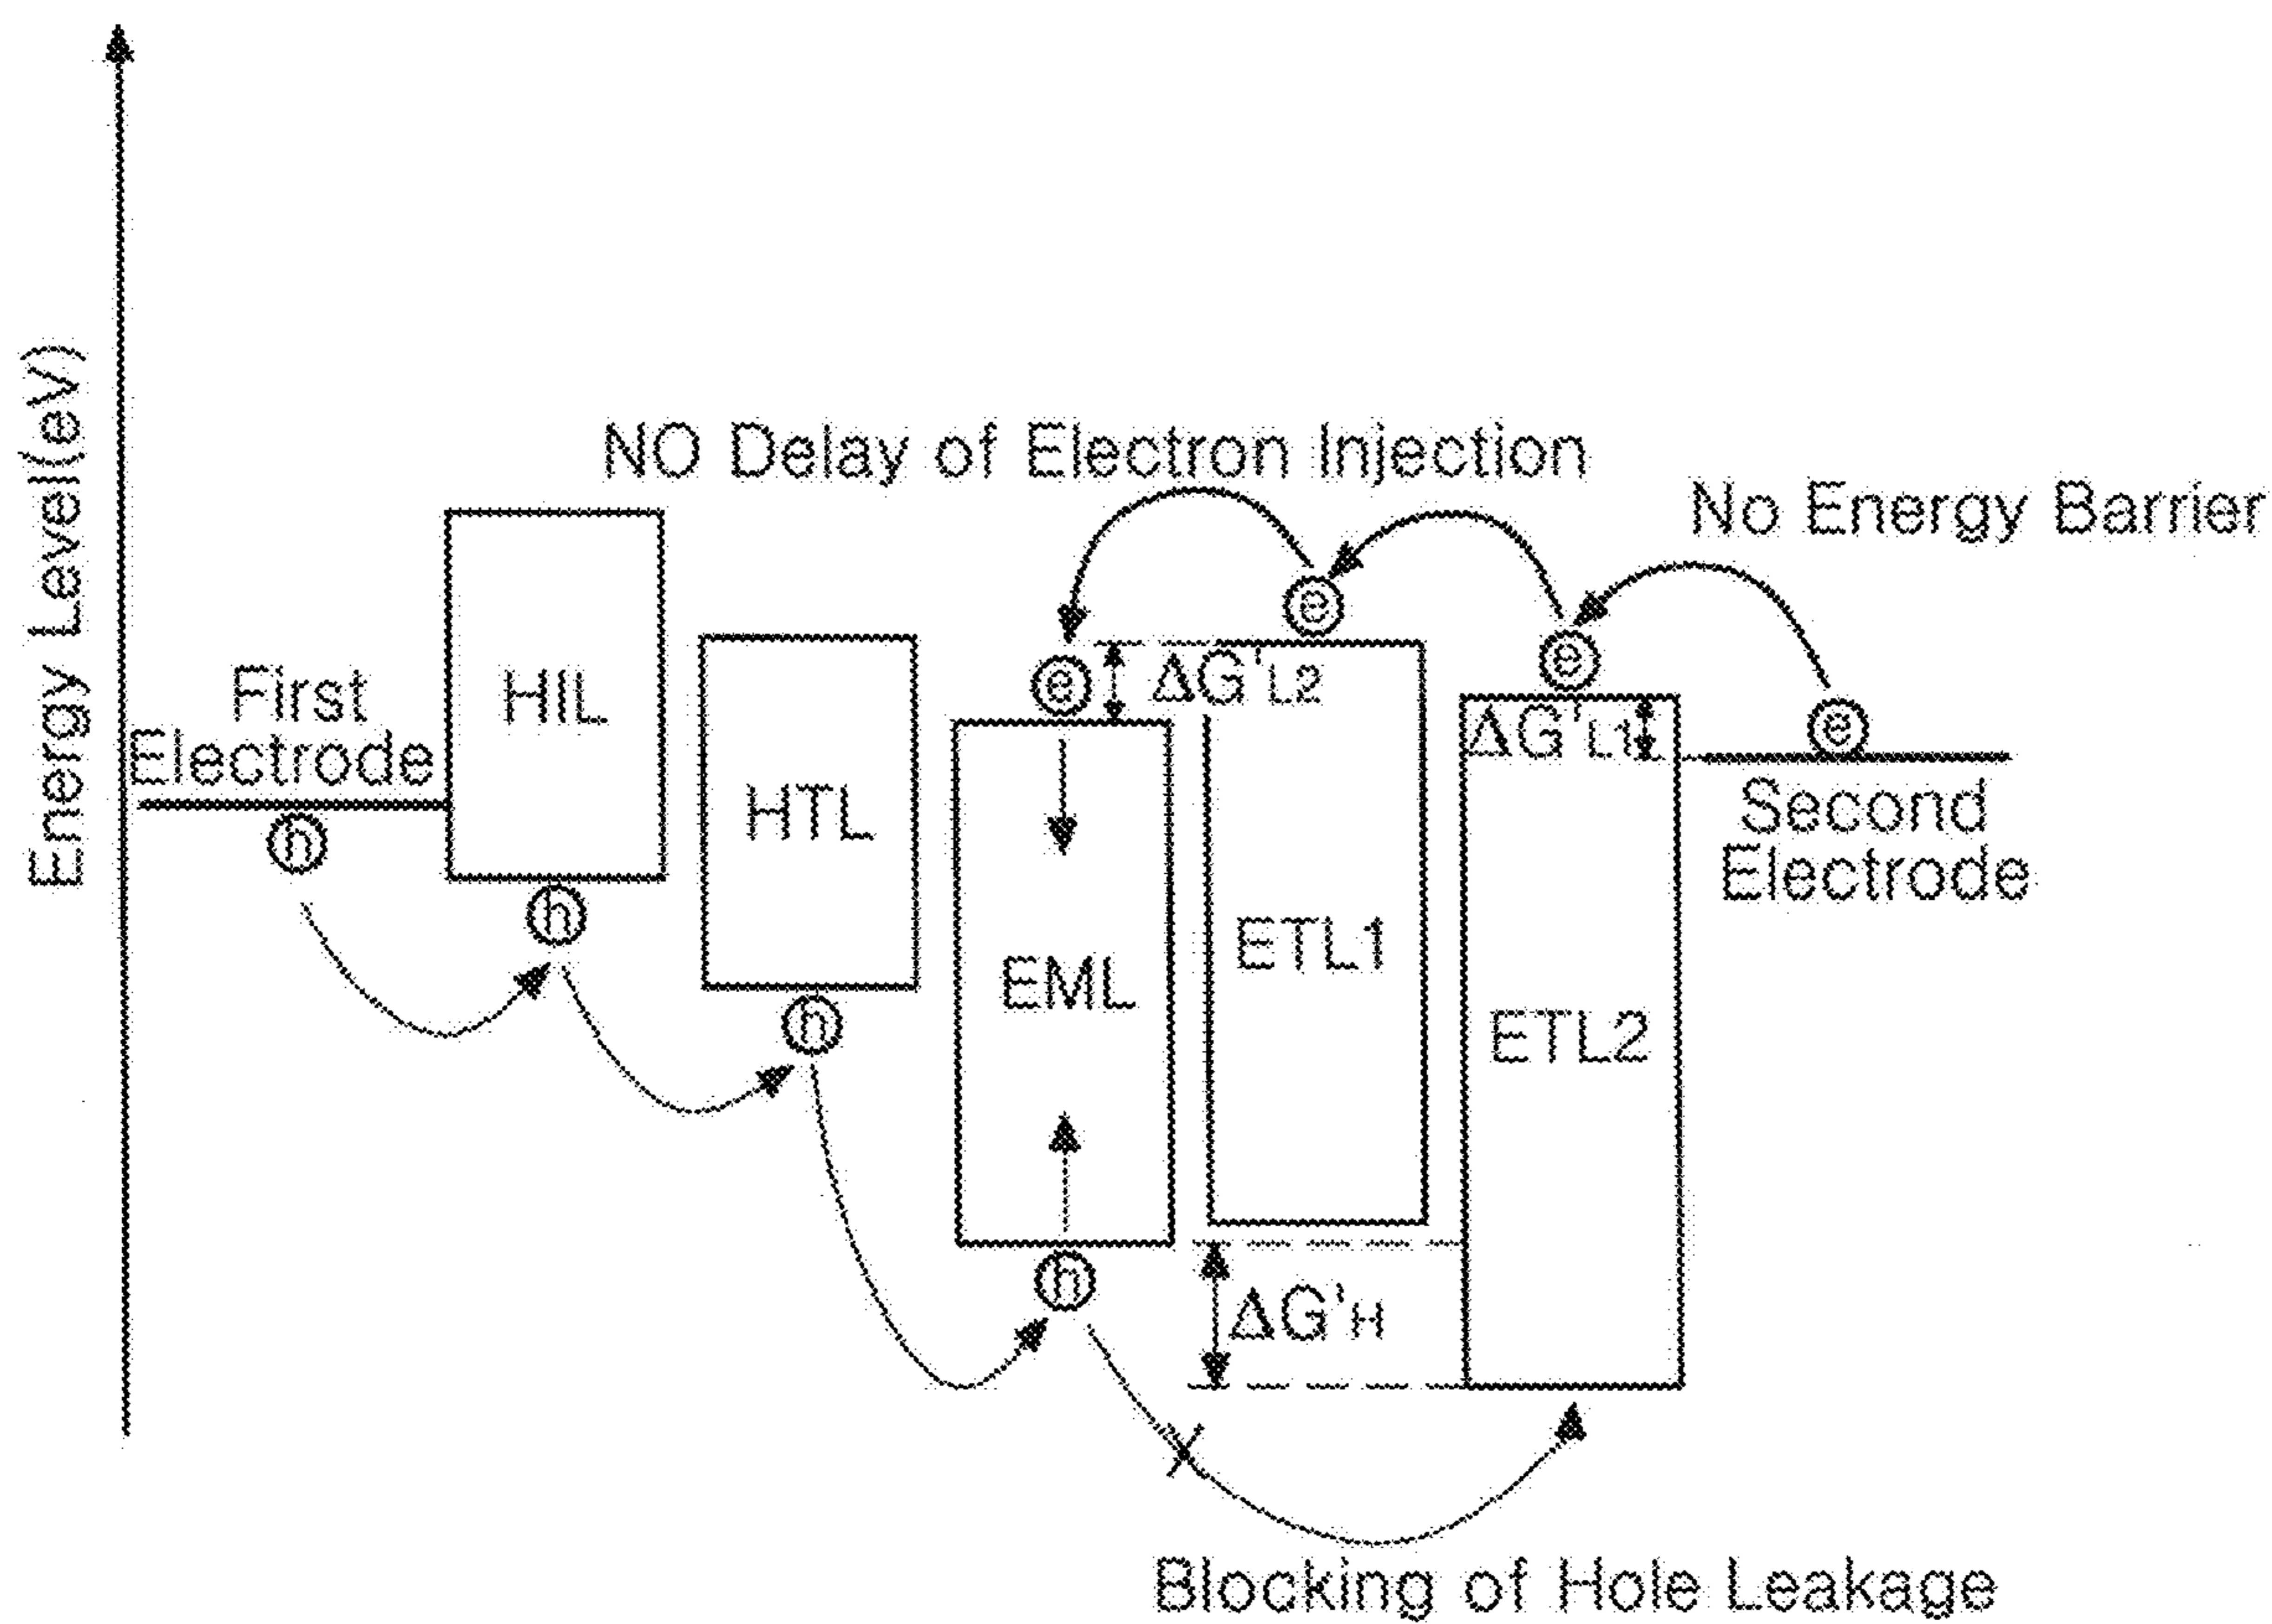 Energy Level(eV)
NO Delay of Electron Injection
No Energy Barrier
First
Electrode
HIL
HTL
EML
ETL1
ETL2
ΔG'L2
ΔG'L1
Second
Electrode
ΔG'H
Blocking of Hole Leakage
h
h
h
h
e
e
e
e